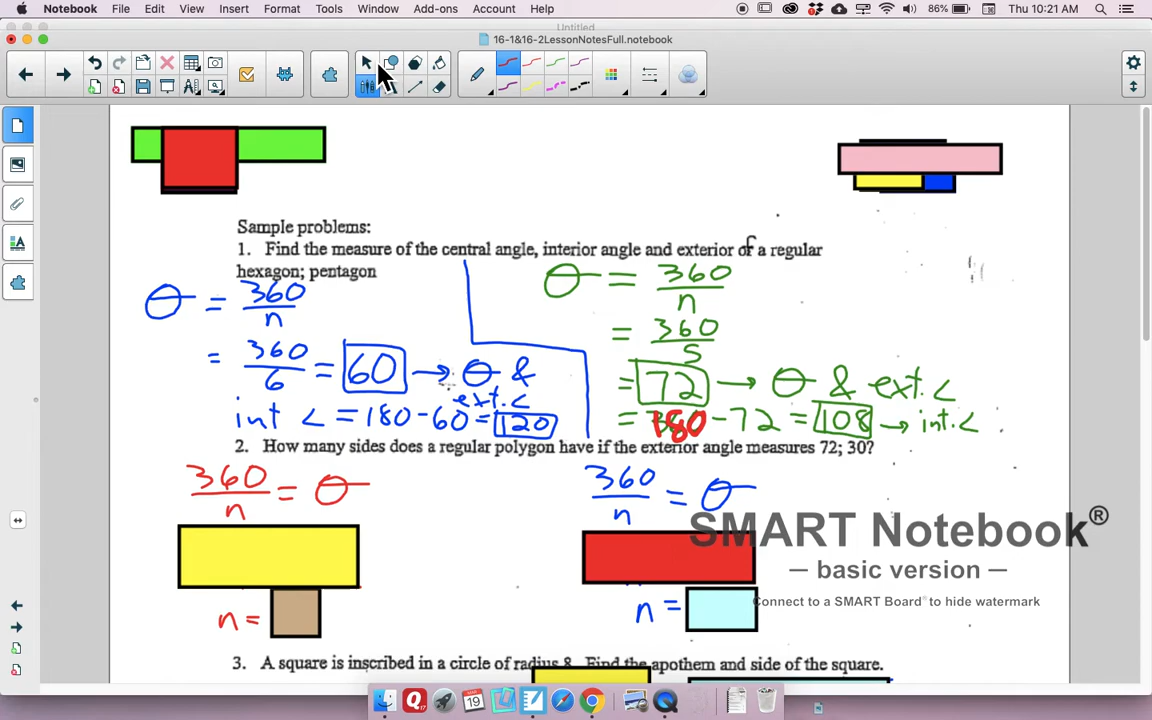 Notebook File Edit View Insert Format Tools Window Add-ons Account Help 86% Thu 10:21 AM
Untitled
16-1&16-2LessonNotesFull.notebook
Sample problems:
1. Find the measure of the central angle, interior angle and exterior of a regular
hexagon; pentagon
θ = 360/n
= 360/6 = 60 → θ &
ext. ∠
int ∠ = 180-60 = 120
θ = 360/n
= 360/5
= 72 → θ & ext. ∠
= 180 - 72 = 108 → int. ∠
2. How many sides does a regular polygon have if the exterior angle measures 72; 30?
360/n = θ
n =
360/n = θ
n =
SMART Notebook®
— basic version —
Connect to a SMART Board® to hide watermark
3. A square is inscribed in a circle of radius 8. Find the apothem and side of the square.
19